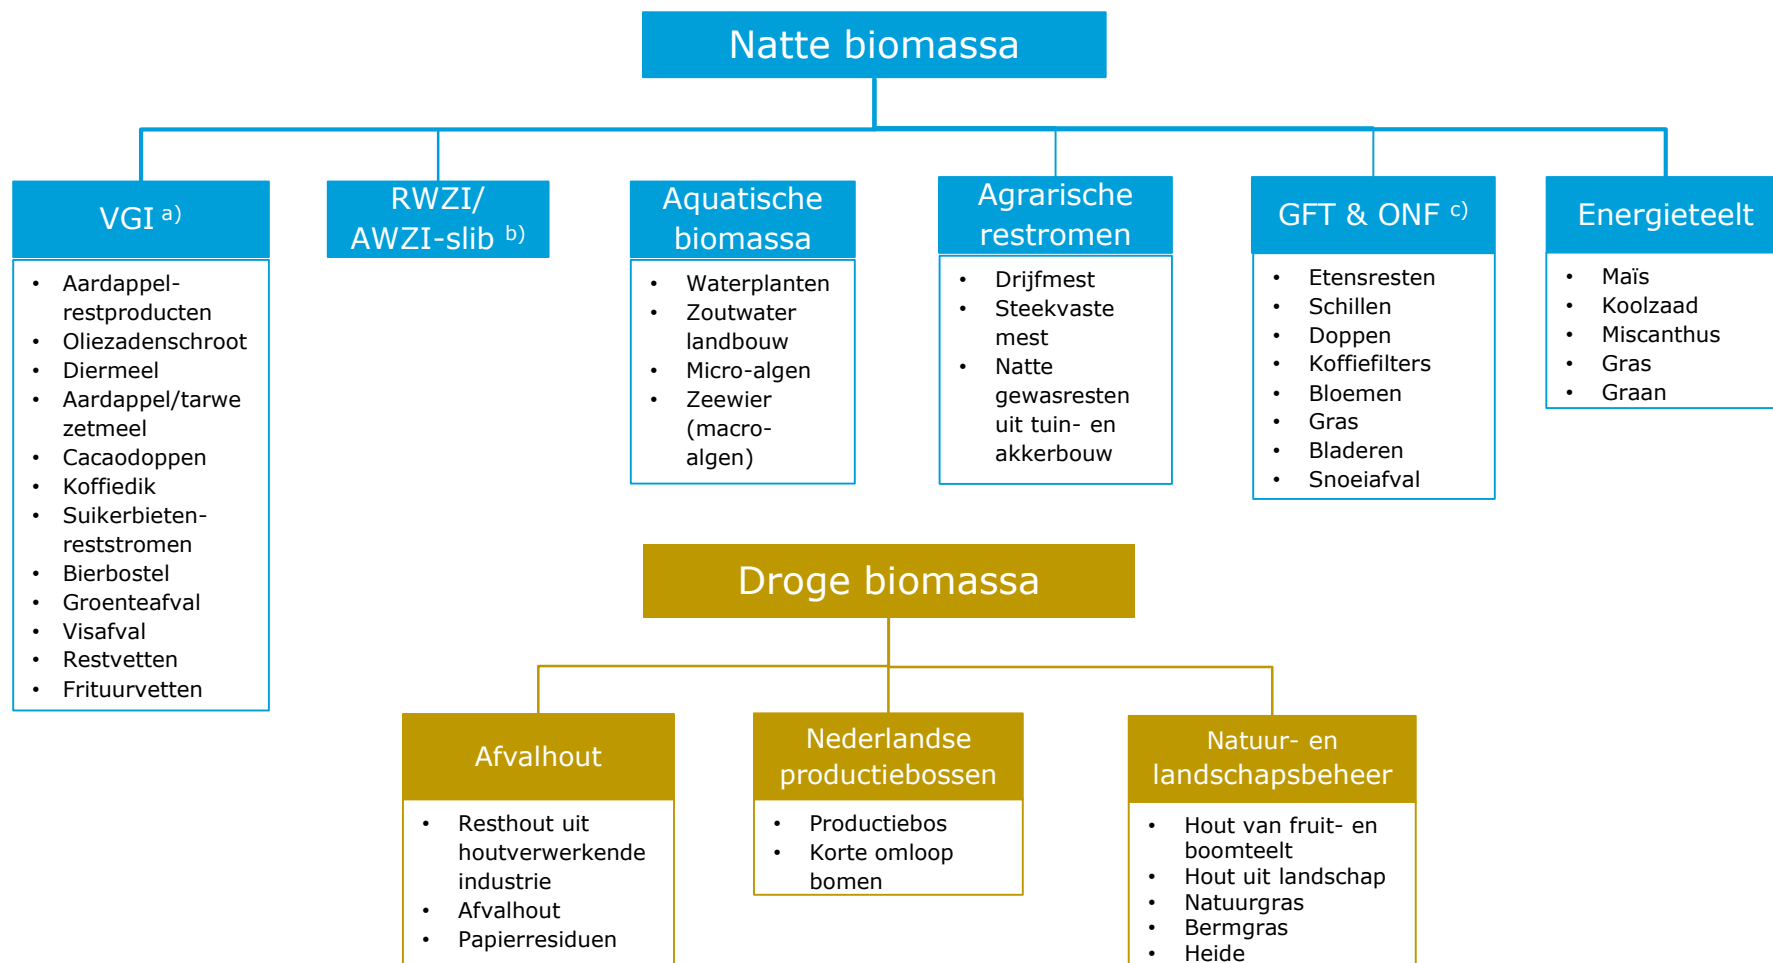 Natte biomassa
VGI a)
• Aardappel-
restproducten
• Oliezadenschroot
• Diermeel
• Aardappel/tarwe
zetmeel
• Cacaodoppen
• Koffiedik
• Suikerbieten-
reststromen
• Bierbostel
• Groenteafval
• Visafval
• Restvetten
• Frituurvetten
RWZI/
AWZI-slib b)
Aquatische
biomassa
• Waterplanten
• Zoutwater
landbouw
• Micro-algen
• Zeewier
(macro-
algen)
Agrarische
restromen
• Drijfmest
• Steekvaste
mest
• Natte
gewasresten
uit tuin- en
akkerbouw
GFT & ONF c)
• Etensresten
• Schillen
• Doppen
• Koffiefilters
• Bloemen
• Gras
• Bladeren
• Snoeiafval
Energieteelt
• Maïs
• Koolzaad
• Miscanthus
• Gras
• Graan
Droge biomassa
Afvalhout
• Resthout uit
houtverwerkende
industrie
• Afvalhout
• Papierresiduen
Nederlandse
productiebossen
• Productiebos
• Korte omloop
bomen
Natuur- en
landschapsbeheer
• Hout van fruit- en
boomteelt
• Hout uit landschap
• Natuurgras
• Bermgras
• Heide